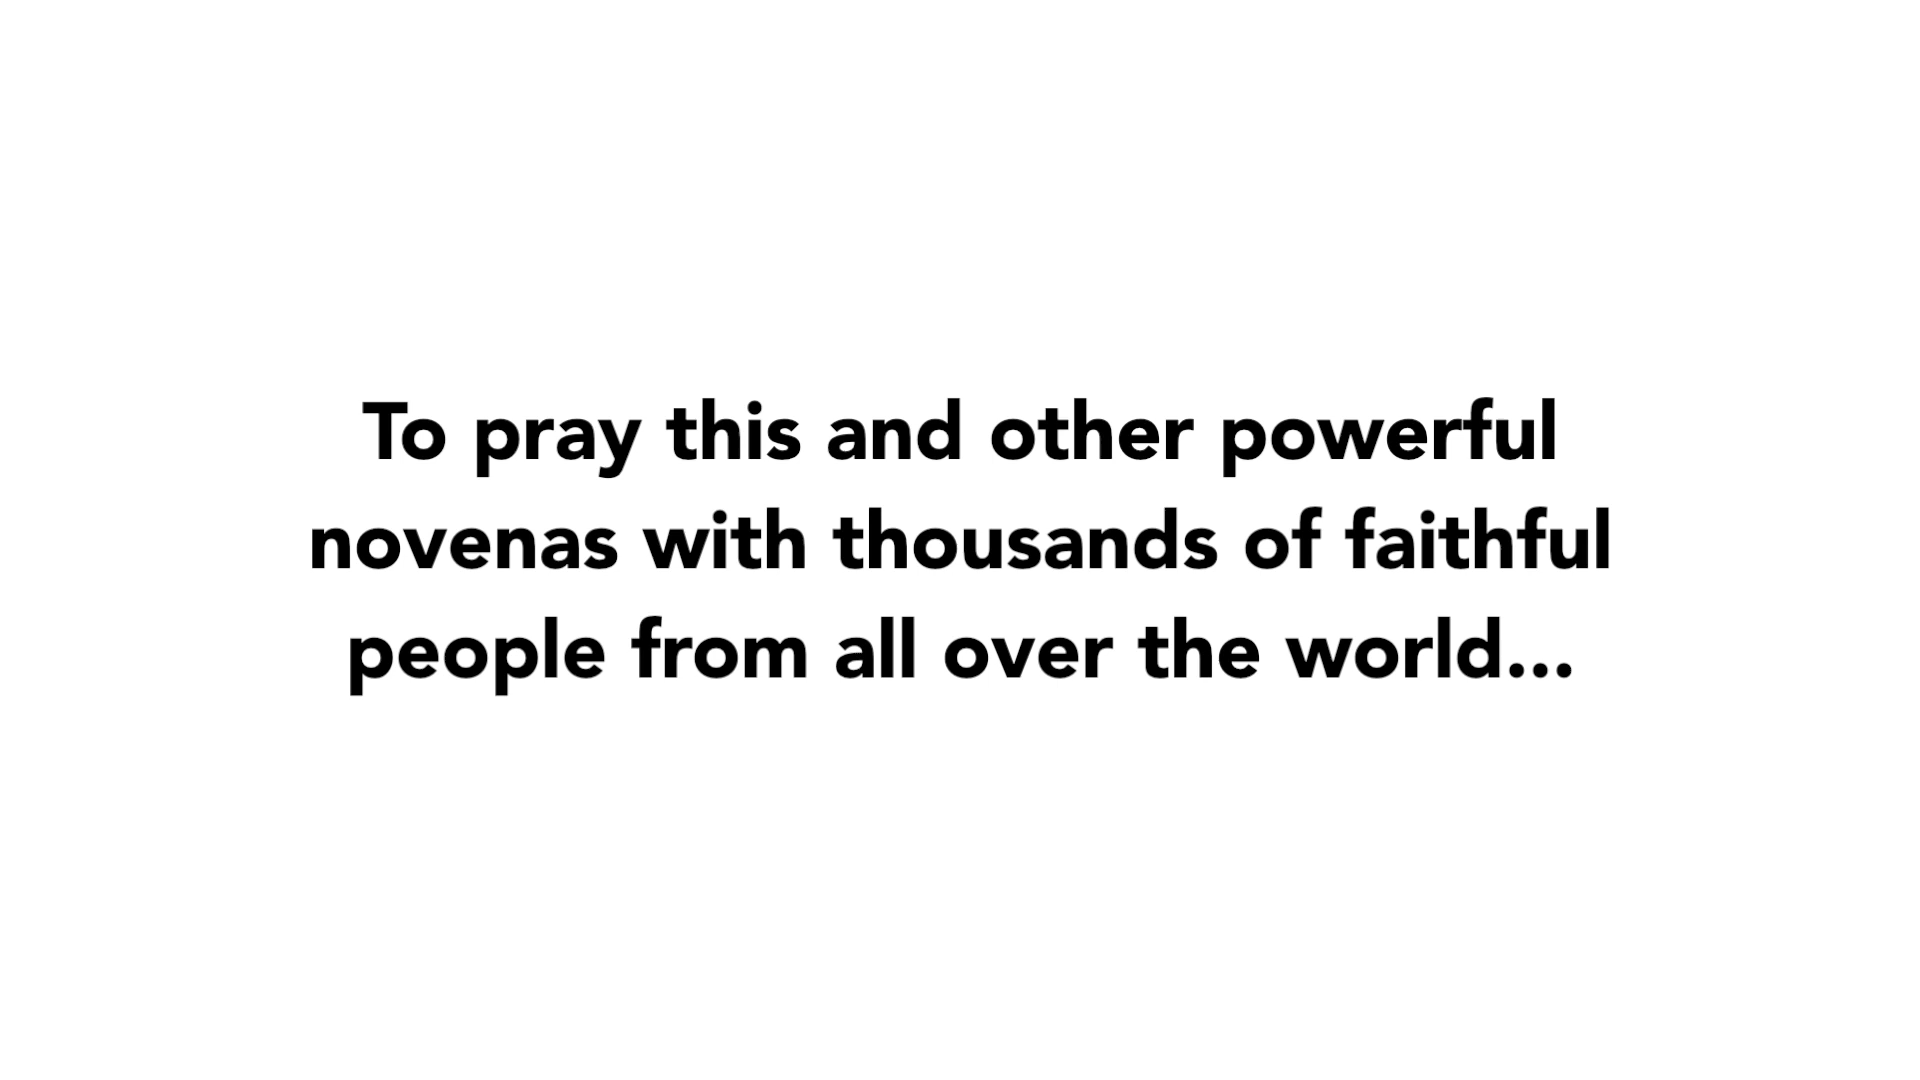 To pray this and other powerful
novenas with thousands of faithful
people from all over the world...